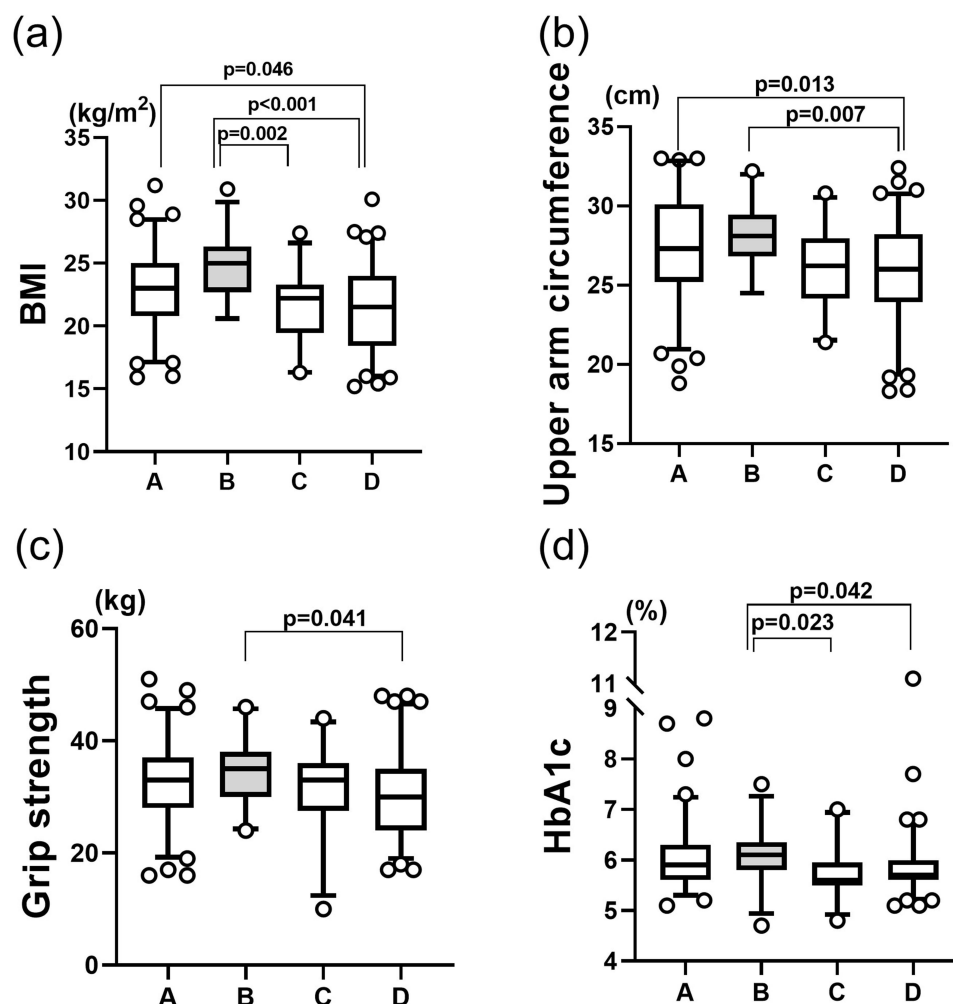 (a)
p=0.046
(kg/m²)
p<0.001
p=0.002
BMI
35
30
25
20
15
10
A B C D
(b)
Upper arm circumference
(cm)
p=0.013
p=0.007
35
30
25
20
15
A B C D
(c)
(kg)
p=0.041
Grip strength
60
40
20
0
A B C D
(d)
(%)
p=0.042
p=0.023
HbA1c
12
11
9
8
7
6
5
4
A B C D